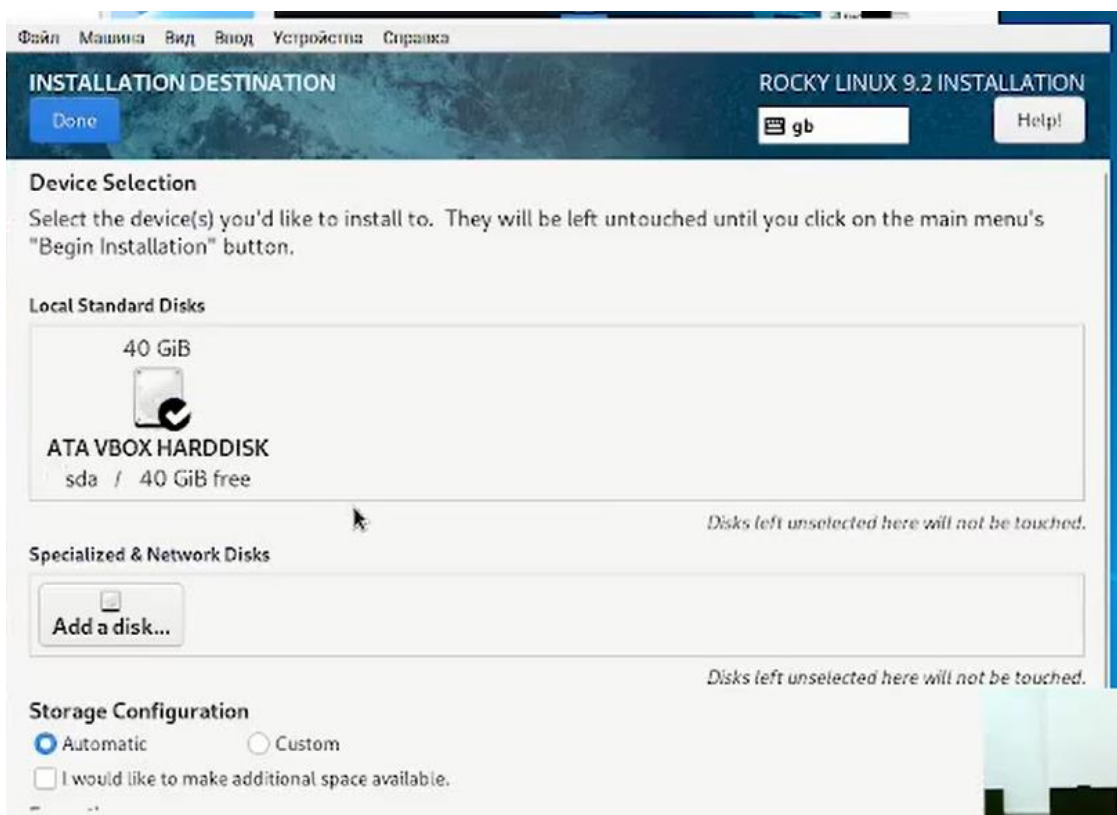 Файл Машина Вид Ввод Устройства Справка
INSTALLATION DESTINATION
ROCKY LINUX 9.2 INSTALLATION
Done
gb
Help!
Device Selection
Select the device(s) you'd like to install to. They will be left untouched until you click on the main menu's
"Begin Installation" button.
Local Standard Disks
40 GiB
ATA VBOX HARDDISK
sda / 40 GiB free
Disks left unselected here will not be touched.
Specialized & Network Disks
Add a disk...
Disks left unselected here will not be touched.
Storage Configuration
Automatic
Custom
I would like to make additional space available.